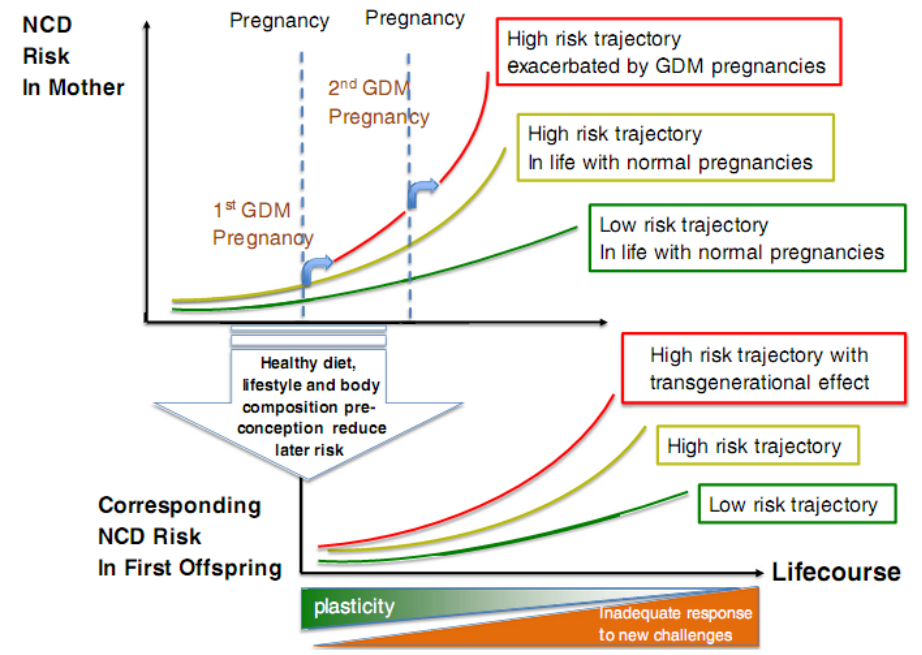 NCD
Risk
In Mother
Pregnancy
Pregnancy
2nd GDM
Pregnancy
1st GDM
Pregnancy
High risk trajectory
exacerbated by GDM pregnancies
High risk trajectory
In life with normal pregnancies
Low risk trajectory
In life with normal pregnancies
Healthy diet,
lifestyle and body
composition pre-
conception reduce
later risk
High risk trajectory with
transgenerational effect
High risk trajectory
Low risk trajectory
Corresponding
NCD Risk
In First Offspring
Lifecourse
plasticity
Inadequate response
to new challenges